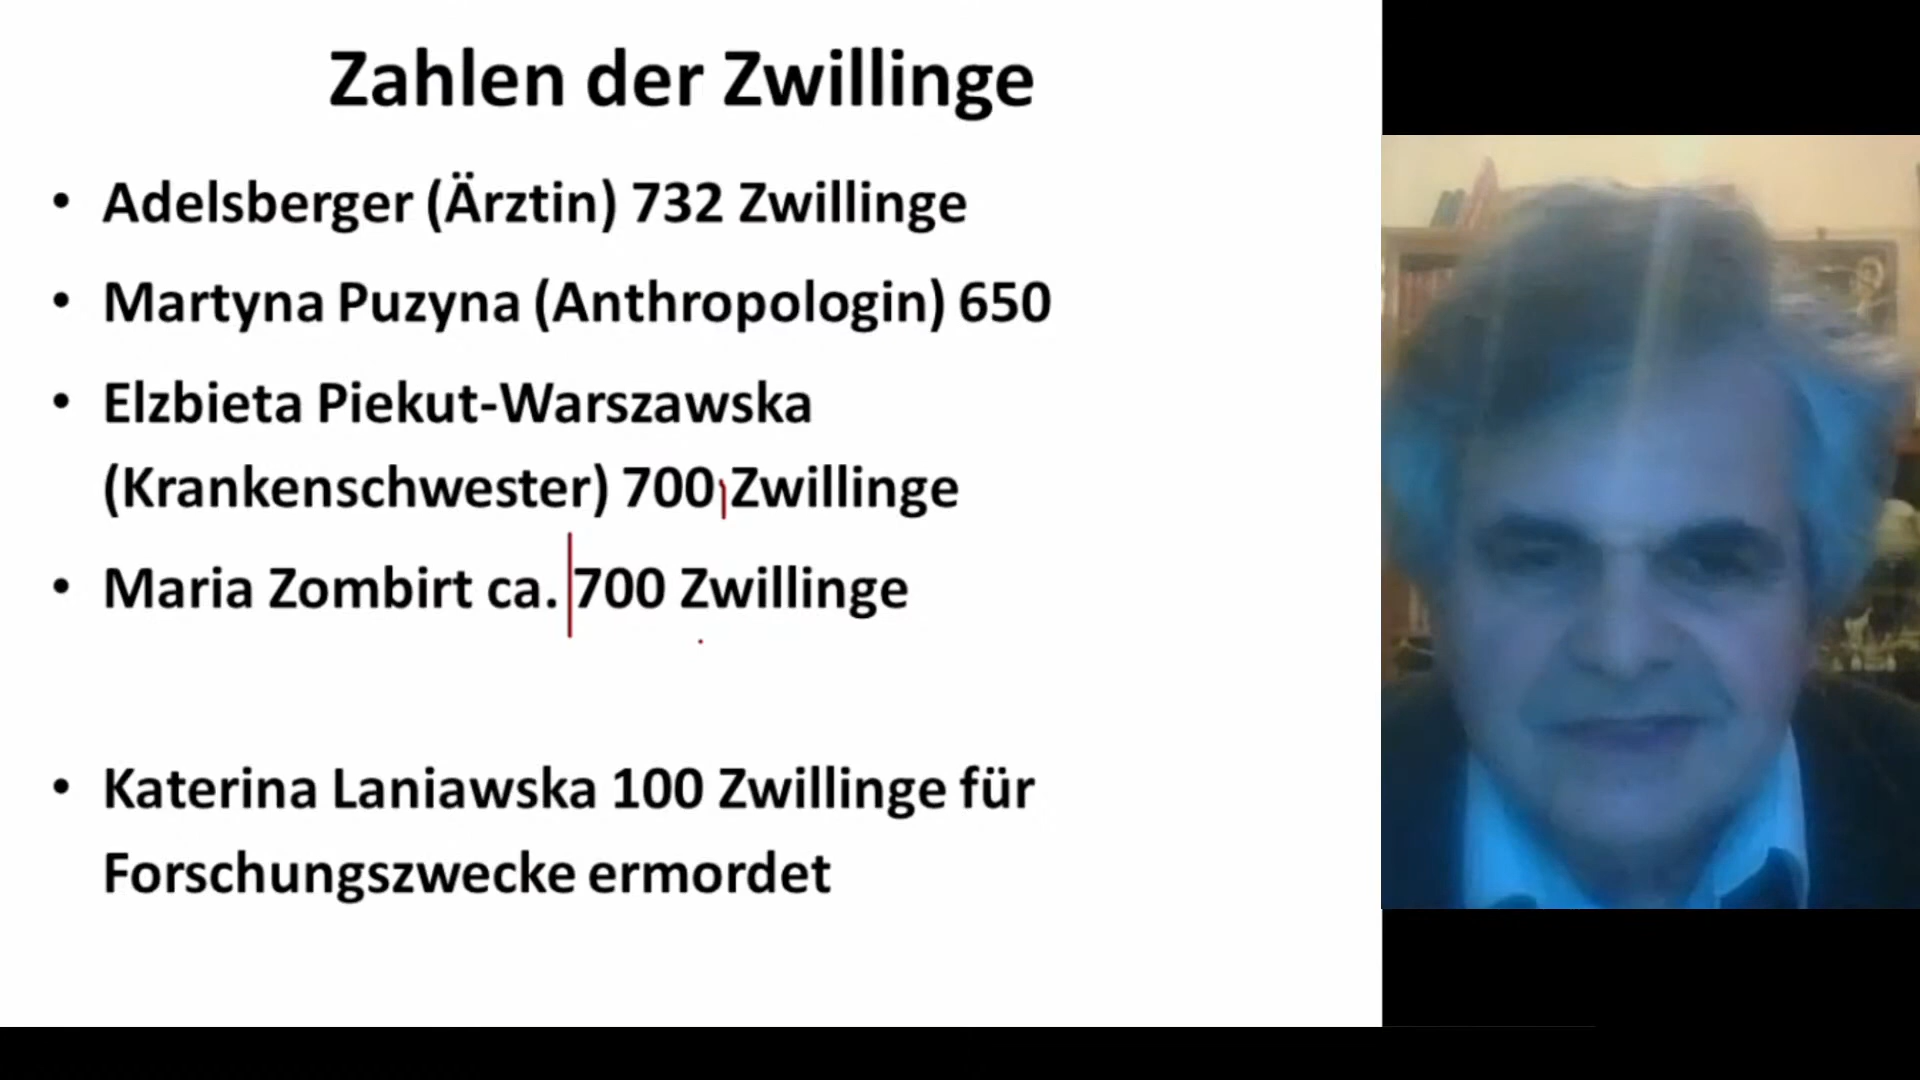 Zahlen der Zwillinge
• Adelsberger (Ärztin) 732 Zwillinge
• Martyna Puzyna (Anthropologin) 650
• Elzbieta Piekut-Warszawska
(Krankenschwester) 700 Zwillinge
• Maria Zombirt ca. 700 Zwillinge
• Katerina Laniawska 100 Zwillinge für
Forschungszwecke ermordet